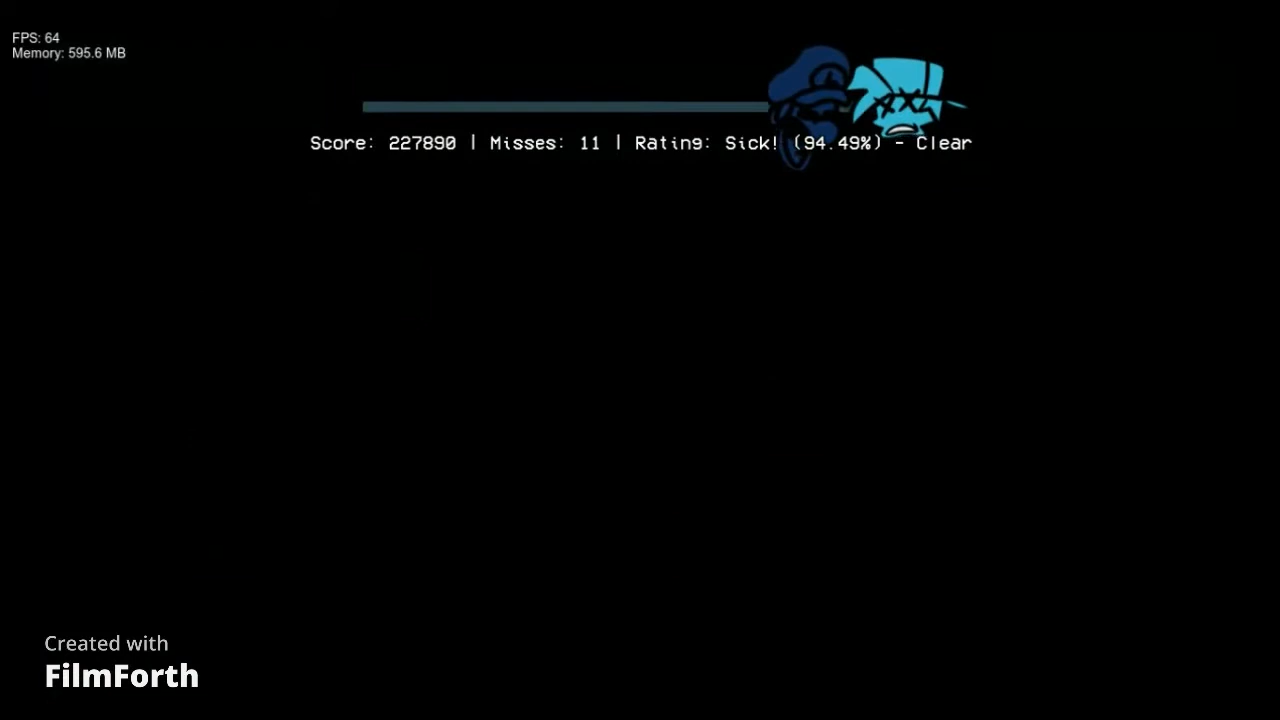 FPS: 64
Memory: 595.6 MB
Score: 227890 | Misses: 11 | Rating: Sick! (94.49%) - Clear
Created with
FilmForth